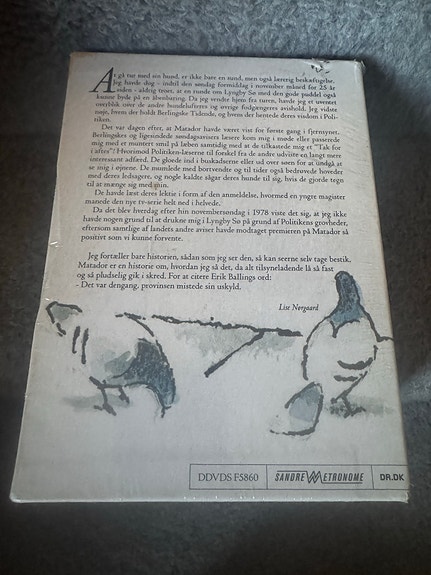 At gå tur med sin hund, er ikke bare en sund, men også lærerig beskæftigelse.
Jeg havde dog - indtil den søndag formiddag i november måned for 25 år
siden - aldrig troet, at en runde om Lyngby Sø med den gode puddel også
kunne byde på en åbenbaring. Da jeg vendte hjem fra turen, havde jeg et uventet
overblik over de andre hundelufteres og øvrige fodgængeres avishold. Jeg vidste
nøje, hvem der holdt Berlingske Tidende, og hvem der hentede deres visdom i Poli-
tiken.
Det var dagen efter, at Matador havde været vist for første gang i fjernsynet.
Berlingskes og ligesindede søndagsavisers læsere kom mig i møde eller passerede
mig med et muntert smil på læben samtidig med at de tilkastede mig et "Tak for
i aftes". Hvorimod Politiken-læserne til forskel fra de andre udviste en langt mere
interessant adfærd. De gloede ind i buskadserne eller ud over søen for at undgå at
se mig i øjnene. De mumlede med bortvendte og til tider også bedrøvede hoveder
med deres ledsagere, og nogle kaldte sågar deres hunde til sig, hvis de gjorde tegn
til at mænge sig med min.
De havde læst deres lektie i form af den anmeldelse, hvormed en yngre magister
manede den nye tv-serie helt ned i helvede.
Da det blev hverdag efter hin novembersøndag i 1978 viste det sig, at jeg ikke
havde nogen grund til at drukne mig i Lyngby Sø på grund af Politikens grovheder,
eftersom samtlige af landets andre aviser havde modtaget premieren på Matador så
positivt som vi kunne forvente.
Jeg fortæller bare historien, sådan som jeg ser den, så kan seerne selv tage bestik.
Matador er en historie om, hvordan jeg så det, da alt tilsyneladende lå så fast
og så pludselig gik i skred. For at citere Erik Ballings ord:
- Det var dengang, provinsen mistede sin uskyld.
Lise Nørgaard
DDVDS F5860
SANDREW METRONOME
DR.DK